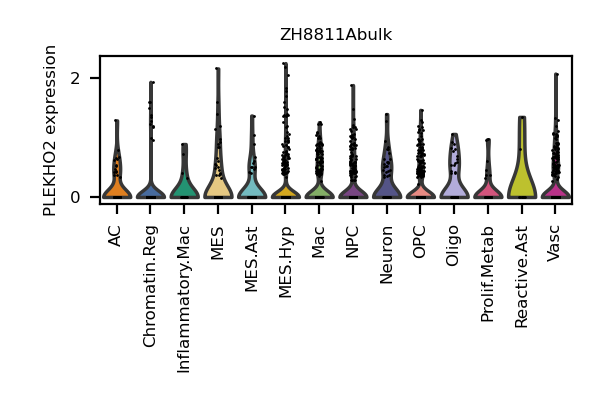 ZH8811Abulk
PLEKHO2 expression
2
0
AC
Chromatin.Reg
Inflammatory.Mac
MES
MES.Ast
MES.Hyp
Mac
NPC
Neuron
OPC
Oligo
Prolif.Metab
Reactive.Ast
Vasc